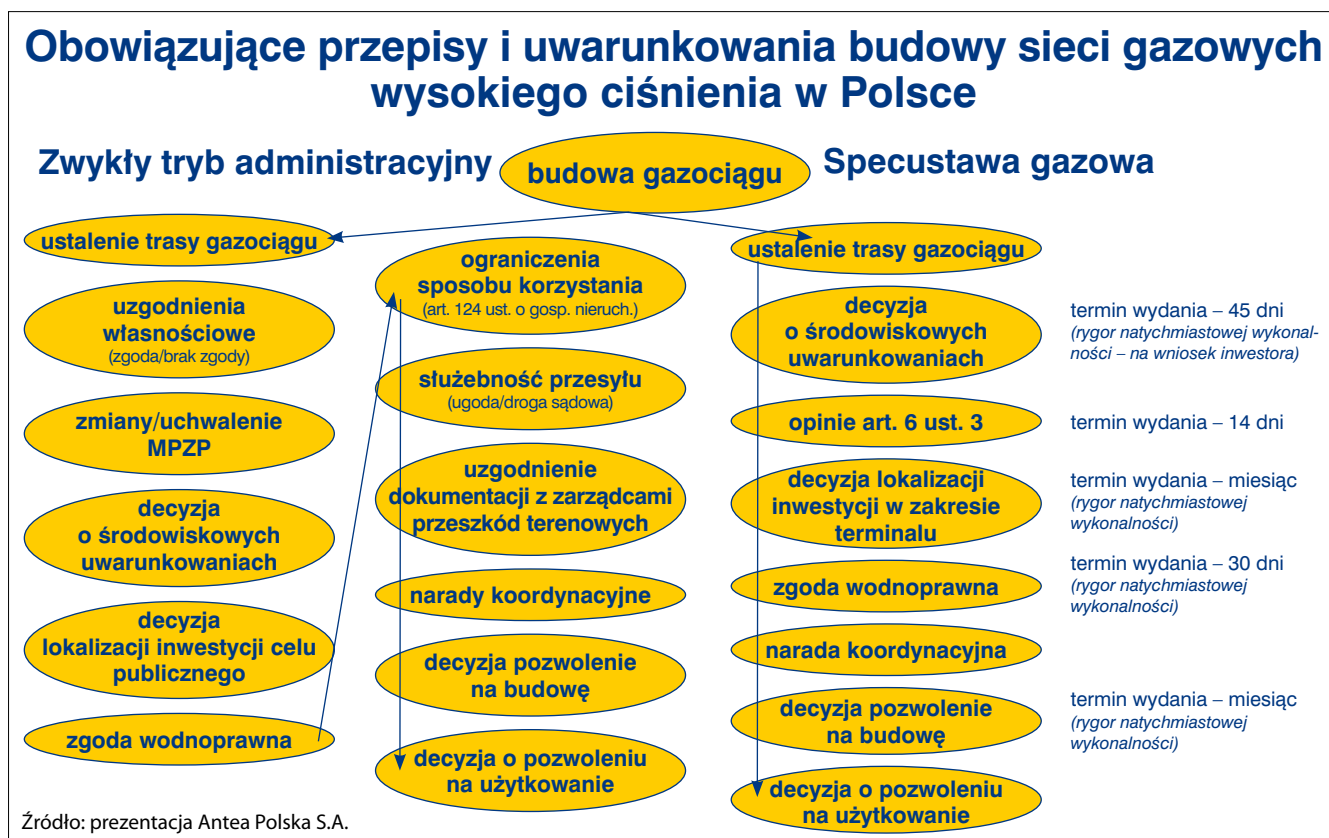 Obowiązujące przepisy i uwarunkowania budowy sieci gazowych
wysokiego ciśnienia w Polsce
Zwykły tryb administracyjny
budowa gazociągu
Specustawa gazowa
ustalenie trasy gazociągu
uzgodnienia
własnościowe
(zgoda/brak zgody)
zmiany/uchwalenie
MPZP
decyzja
o środowiskowych
uwarunkowaniach
decyzja
lokalizacji inwestycji celu
publicznego
zgoda wodnoprawna
ograniczenia
sposobu korzystania
(art. 124 ust. o gosp. nieruch.)
służebność przesyłu
(ugoda/droga sądowa)
uzgodnienie
dokumentacji z zarządcami
przeszkód terenowych
narady koordynacyjne
decyzja pozwolenie
na budowę
decyzja o pozwoleniu
na użytkowanie
ustalenie trasy gazociągu
decyzja
o środowiskowych
uwarunkowaniach
termin wydania – 45 dni
(rygor natychmiastowej wykonal-
ności – na wniosek inwestora)
opinie art. 6 ust. 3
termin wydania – 14 dni
decyzja lokalizacji
inwestycji w zakresie
terminalu
termin wydania – miesiąc
(rygor natychmiastowej
wykonalności)
zgoda wodnoprawna
termin wydania – 30 dni
(rygor natychmiastowej
wykonalności)
narada koordynacyjna
decyzja pozwolenie
na budowę
termin wydania – miesiąc
(rygor natychmiastowej
wykonalności)
decyzja o pozwoleniu
na użytkowanie
Źródło: prezentacja Antea Polska S.A.